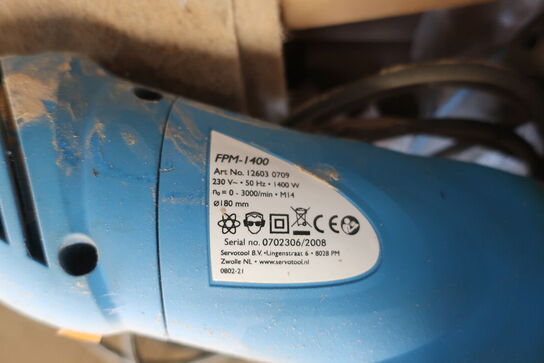 FPM-1400
Art No. 12603 0709
230 V~ • 50 Hz • 1400 W
n₀ = 0 - 3000/min • M14
Ø180 mm
CE
Serial no. 0702306/2008
Servotool B.V. • Lingenstraat 6 • 8028 PM
Zwolle NL • www.servotool.nl
0802-21